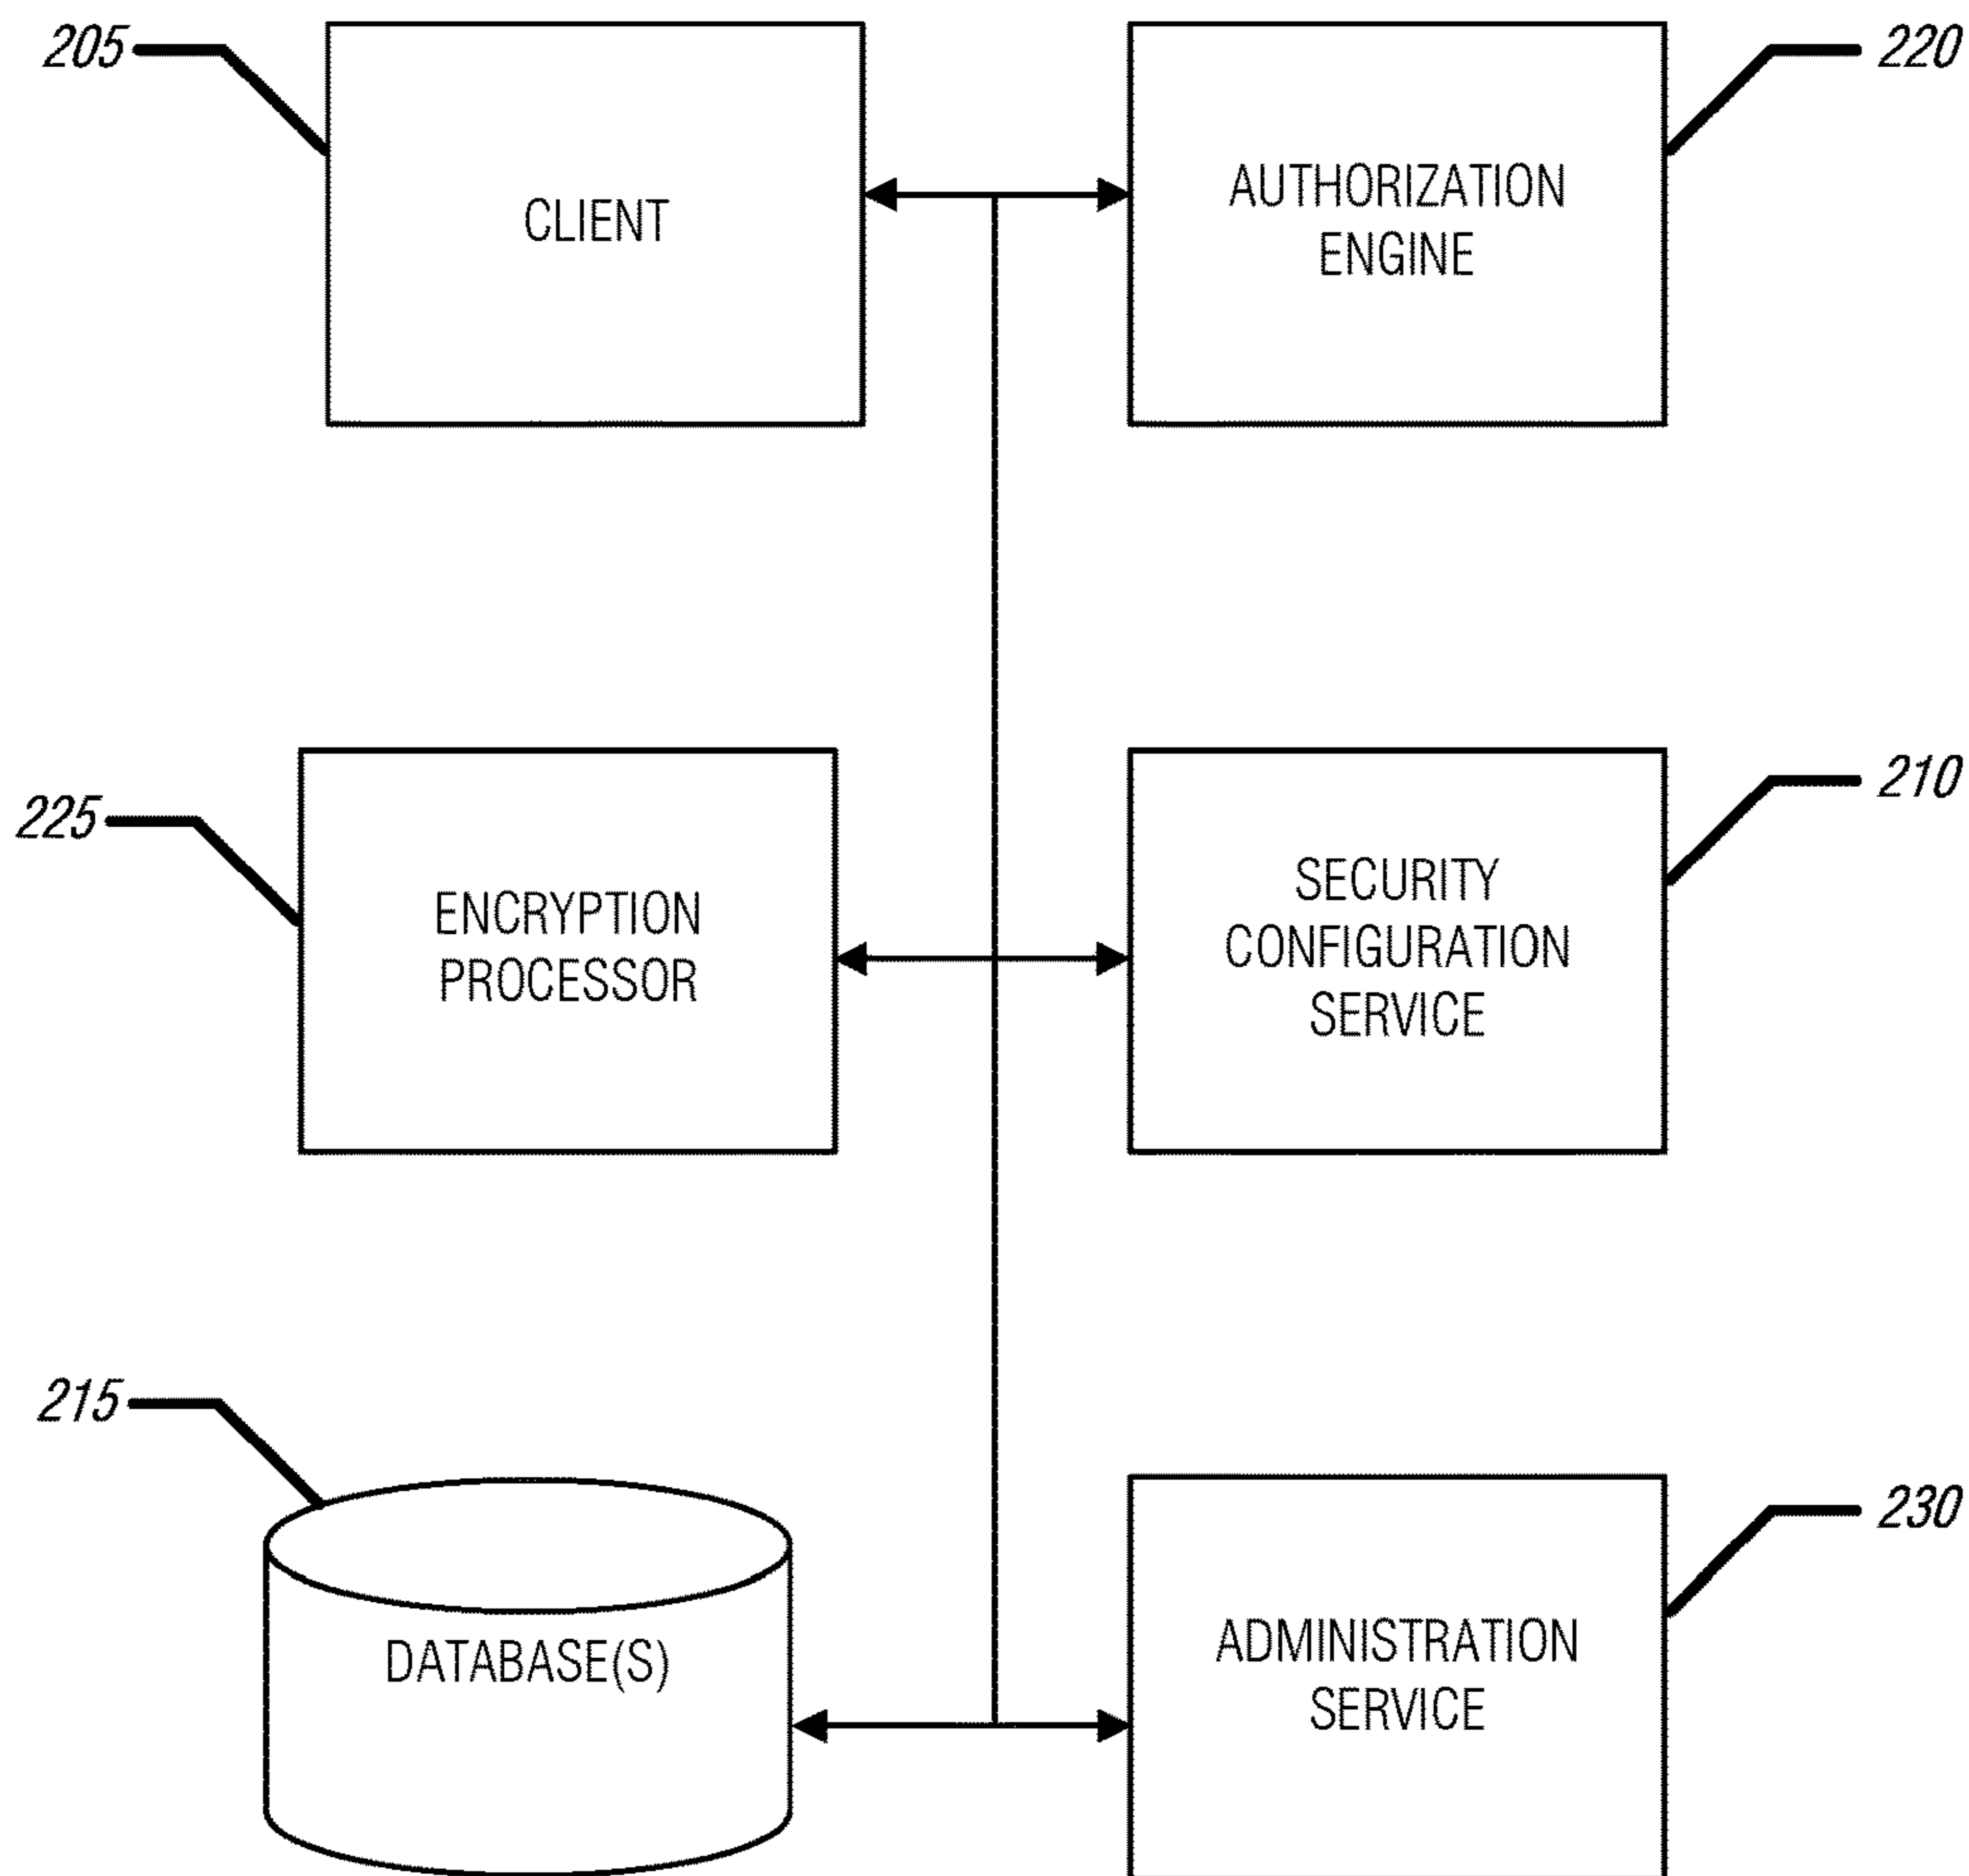 205
220
CLIENT
AUTHORIZATION
ENGINE
225
210
ENCRYPTION
PROCESSOR
SECURITY
CONFIGURATION
SERVICE
215
230
DATABASE(S)
ADMINISTRATION
SERVICE